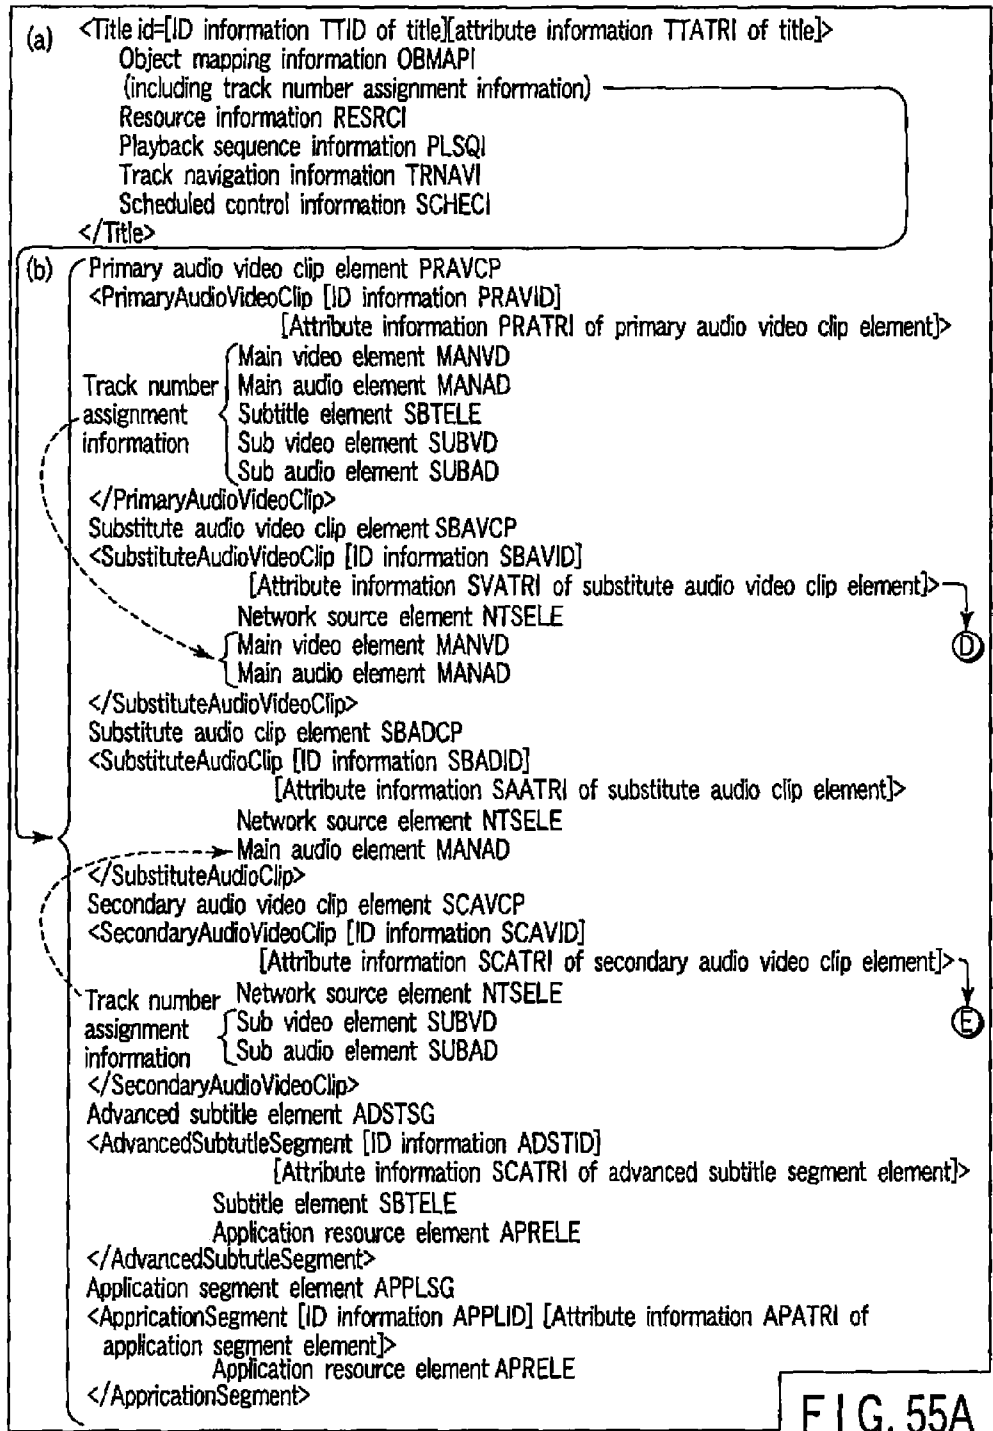 (a) <Title id=[ID information TTID of title][attribute information TTATRI of title]>
Object mapping information OBMAPI
(including track number assignment information)
Resource information RESRCI
Playback sequence information PLSQI
Track navigation information TRNAVI
Scheduled control information SCHECI
</Title>
(b) Primary audio video clip element PRAVCP
<PrimaryAudioVideoClip [ID information PRAVID]
[Attribute information PRATRI of primary audio video clip element]>
Main video element MANVD
Track number Main audio element MANAD
assignment Subtitle element SBTELE
information Sub video element SUBVD
Sub audio element SUBAD
</PrimaryAudioVideoClip>
Substitute audio video clip element SBAVCP
<SubstituteAudioVideoClip [ID information SBAVID]
[Attribute information SVATRI of substitute audio video clip element]>
Network source element NTSELE
Main video element MANVD
D
Main audio element MANAD
</SubstituteAudioVideoClip>
Substitute audio clip element SBADCP
<SubstituteAudioClip [ID information SBADID]
[Attribute information SAATRI of substitute audio clip element]>
Network source element NTSELE
Main audio element MANAD
</SubstituteAudioClip>
Secondary audio video clip element SCAVCP
<SecondaryAudioVideoClip [ID information SCAVID]
[Attribute information SCATRI of secondary audio video clip element]>
Track number Network source element NTSELE
assignment Sub video element SUBVD
E
information Sub audio element SUBAD
</SecondaryAudioVideoClip>
Advanced subtitle element ADSTSG
<AdvancedSubtutleSegment [ID information ADSTID]
[Attribute information SCATRI of advanced subtitle segment element]>
Subtitle element SBTELE
Application resource element APRELE
</AdvancedSubtutleSegment>
Application segment element APPLSG
<AppricationSegment [ID information APPLID] [Attribute information APATRI of
application segment element]>
Application resource element APRELE
</AppricationSegment>
FIG. 55A